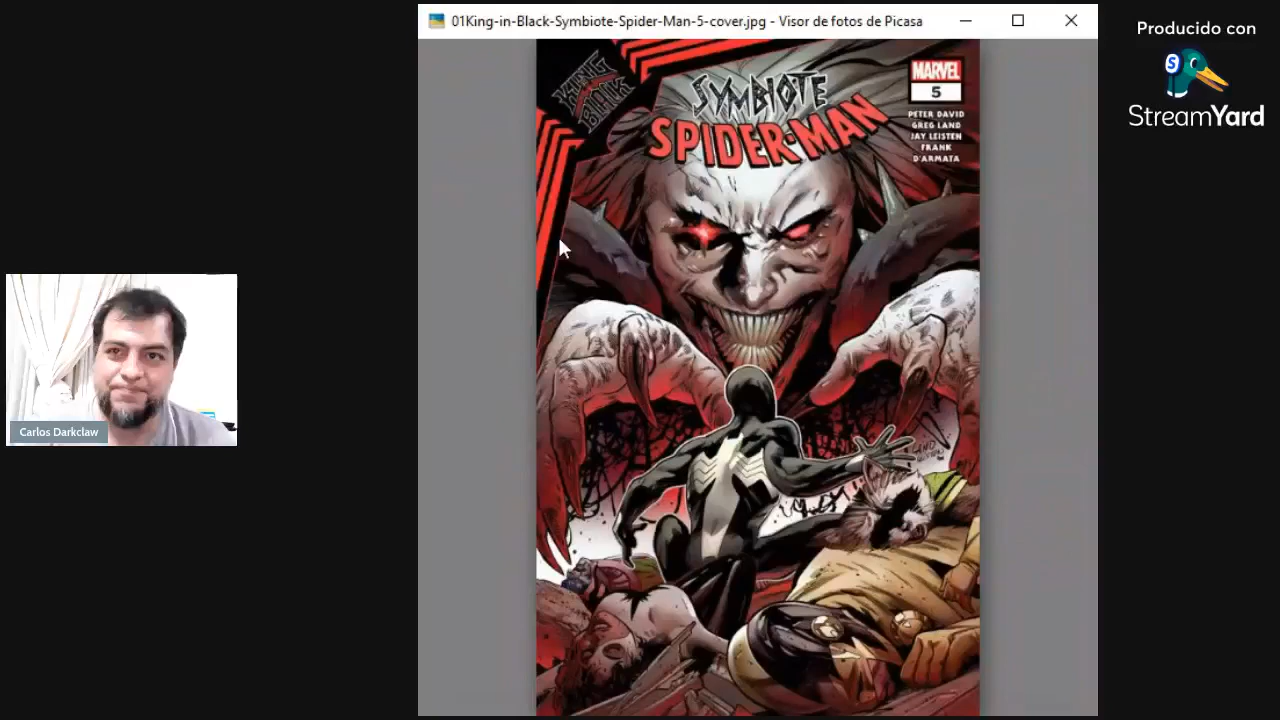 01King-in-Black-Symbiote-Spider-Man-5-cover.jpg - Visor de fotos de Picasa
Producido con
S
StreamYard
KING
IN
BLACK
SYMBIOTE
SPIDER-MAN
MARVEL
5
PETER DAVID
GREG LAND
JAY LEISTEN
FRANK
D'ARMATA
Carlos Darkclaw